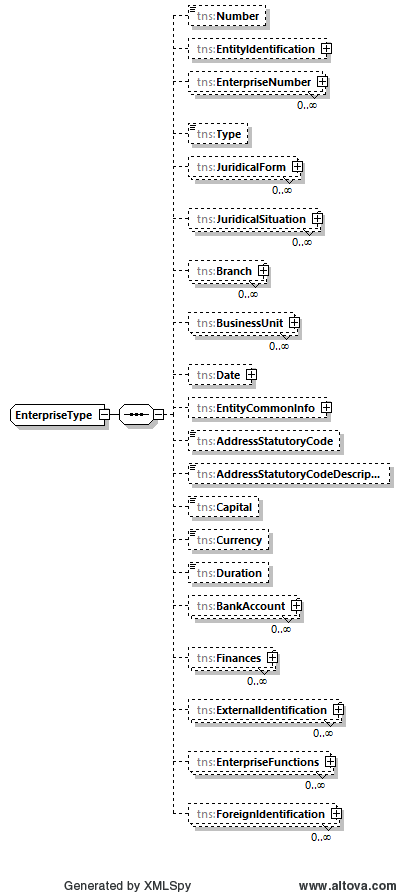 tns:Number
tns:EntityIdentification
tns:EnterpriseNumber
0..∞
tns:Type
tns:JuridicalForm
0..∞
tns:JuridicalSituation
0..∞
tns:Branch
0..∞
tns:BusinessUnit
0..∞
tns:Date
EnterpriseType
tns:EntityCommonInfo
tns:AddressStatutoryCode
tns:AddressStatutoryCodeDescrip...
tns:Capital
tns:Currency
tns:Duration
tns:BankAccount
0..∞
tns:Finances
0..∞
tns:ExternalIdentification
0..∞
tns:EnterpriseFunctions
0..∞
tns:ForeignIdentification
0..∞
Generated by XMLSpy www.altova.com